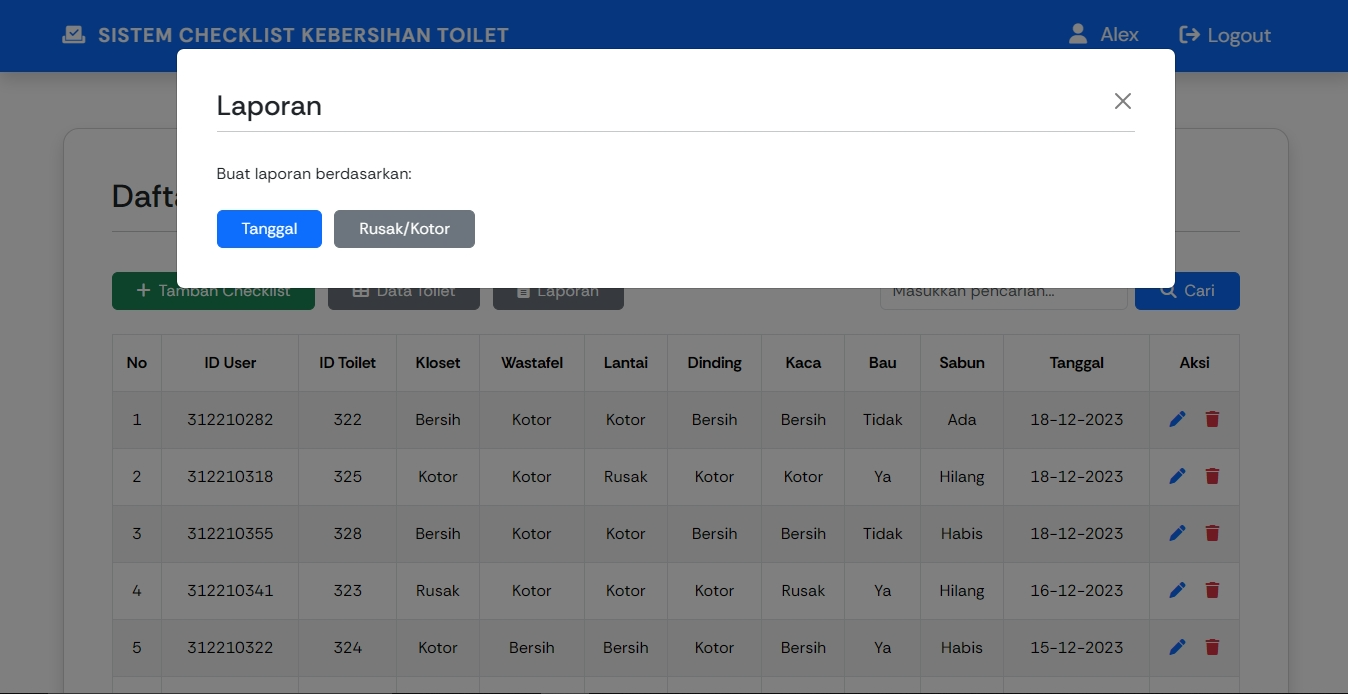 SISTEM CHECKLIST KEBERSIHAN TOILET Alex Logout
Laporan
Buat laporan berdasarkan:
Tanggal Rusak/Kotor
Dafta
Tambah Checklist Data Toilet Laporan Masukkan pencarian... Cari
No ID User ID Toilet Kloset Wastafel Lantai Dinding Kaca Bau Sabun Tanggal Aksi
1 312210282 322 Bersih Kotor Kotor Bersih Bersih Tidak Ada 18-12-2023
2 312210318 325 Kotor Kotor Rusak Kotor Kotor Ya Hilang 18-12-2023
3 312210355 328 Bersih Kotor Kotor Bersih Bersih Tidak Habis 18-12-2023
4 312210341 323 Rusak Kotor Kotor Kotor Rusak Ya Hilang 16-12-2023
5 312210322 324 Kotor Bersih Bersih Kotor Bersih Ya Habis 15-12-2023